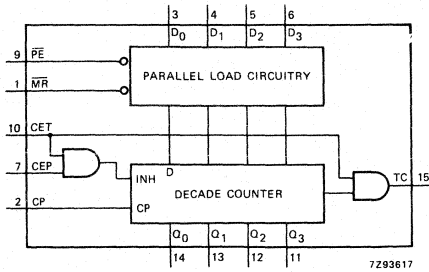 3 4 5 6
D0 D1 D2 D3
9 PE
PARALLEL LOAD CIRCUITRY
1 MR
10 CET
TC 15
D
7 CEP
INH
DECADE COUNTER
2 CP
CP
Q0 Q1 Q2 Q3
14 13 12 11
7Z93617